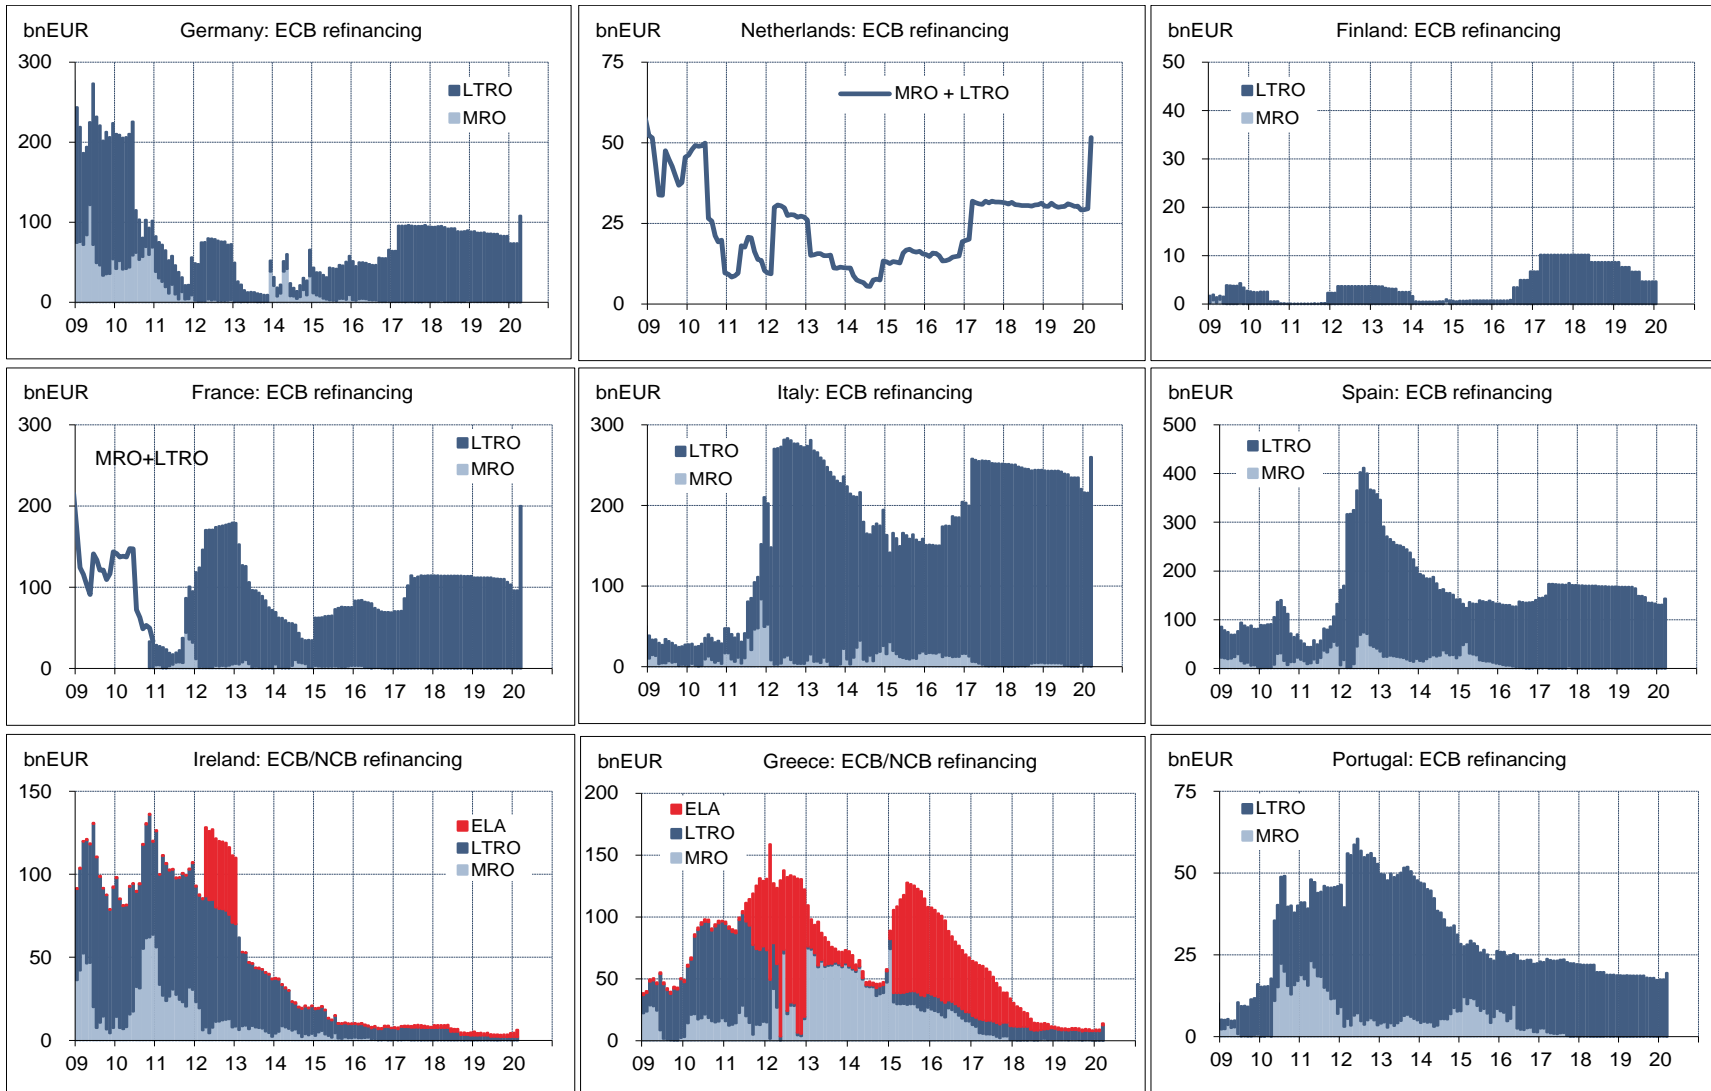 bnEUR Germany: ECB refinancing
300
200
100
0
LTRO
MRO
09 10 11 12 13 14 15 16 17 18 19 20
bnEUR Netherlands: ECB refinancing
75
50
25
0
MRO + LTRO
09 10 11 12 13 14 15 16 17 18 19 20
bnEUR Finland: ECB refinancing
50
40
30
20
10
0
LTRO
MRO
09 10 11 12 13 14 15 16 17 18 19 20
bnEUR France: ECB refinancing
300
200
100
0
MRO+LTRO
LTRO
MRO
09 10 11 12 13 14 15 16 17 18 19 20
bnEUR Italy: ECB refinancing
300
200
100
0
LTRO
MRO
09 10 11 12 13 14 15 16 17 18 19 20
bnEUR Spain: ECB refinancing
500
400
300
200
100
0
LTRO
MRO
09 10 11 12 13 14 15 16 17 18 19 20
bnEUR Ireland: ECB/NCB refinancing
150
100
50
0
ELA
LTRO
MRO
09 10 11 12 13 14 15 16 17 18 19 20
bnEUR Greece: ECB/NCB refinancing
200
150
100
50
0
ELA
LTRO
MRO
09 10 11 12 13 14 15 16 17 18 19 20
bnEUR Portugal: ECB refinancing
75
50
25
0
LTRO
MRO
09 10 11 12 13 14 15 16 17 18 19 20